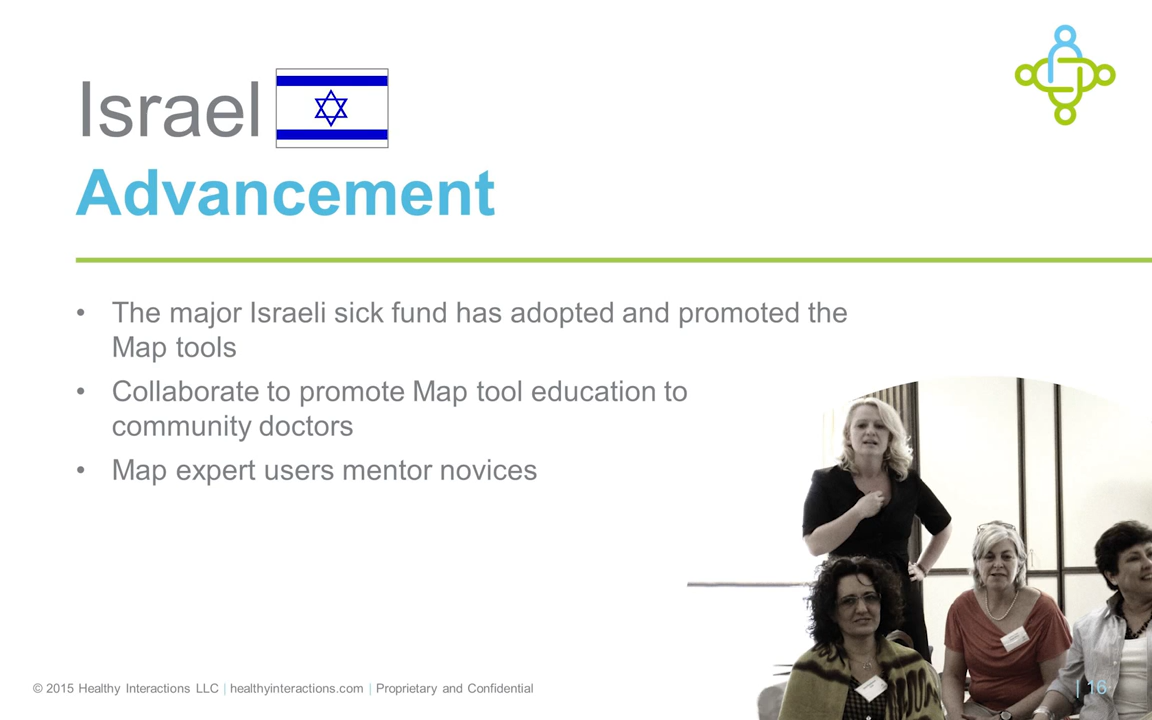 Israel
Advancement
• The major Israeli sick fund has adopted and promoted the
Map tools
• Collaborate to promote Map tool education to
community doctors
• Map expert users mentor novices
© 2015 Healthy Interactions LLC | healthyinteractions.com | Proprietary and Confidential
| 16